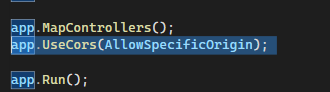 app.MapControllers();
app.UseCors(AllowSpecificOrigin);
app.Run();